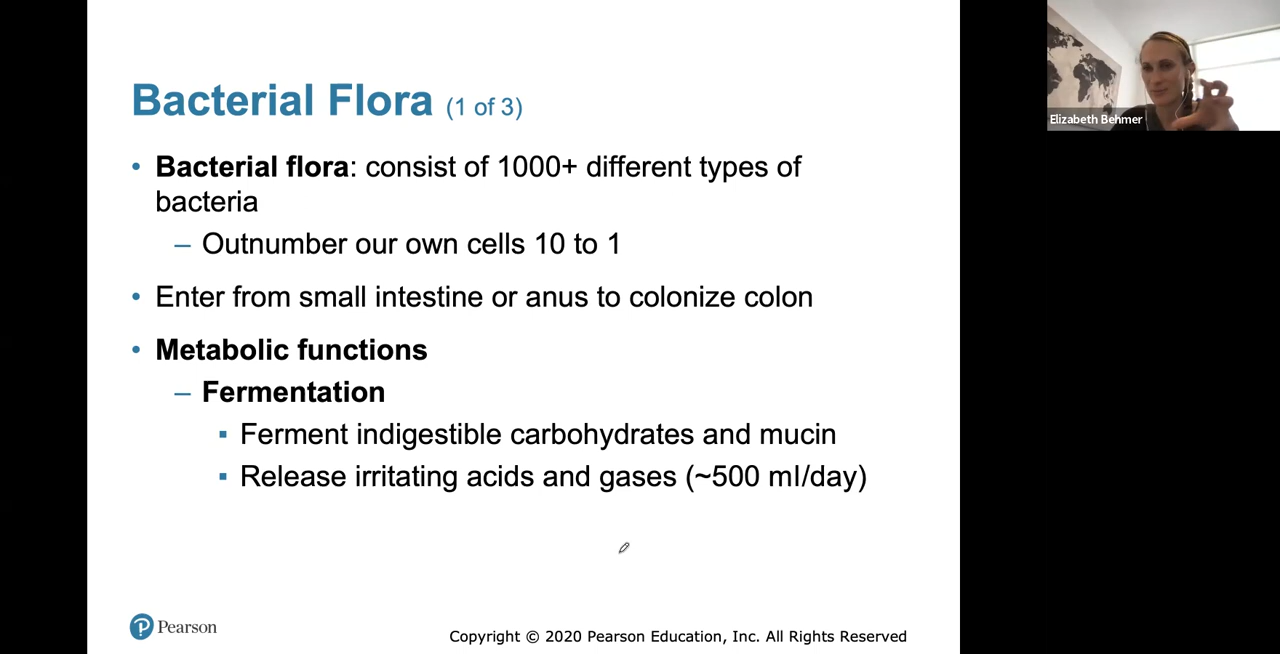 Bacterial Flora (1 of 3)
• Bacterial flora: consist of 1000+ different types of
bacteria
– Outnumber our own cells 10 to 1
• Enter from small intestine or anus to colonize colon
• Metabolic functions
– Fermentation
▪ Ferment indigestible carbohydrates and mucin
▪ Release irritating acids and gases (~500 ml/day)
Pearson
Copyright © 2020 Pearson Education, Inc. All Rights Reserved
Elizabeth Behmer